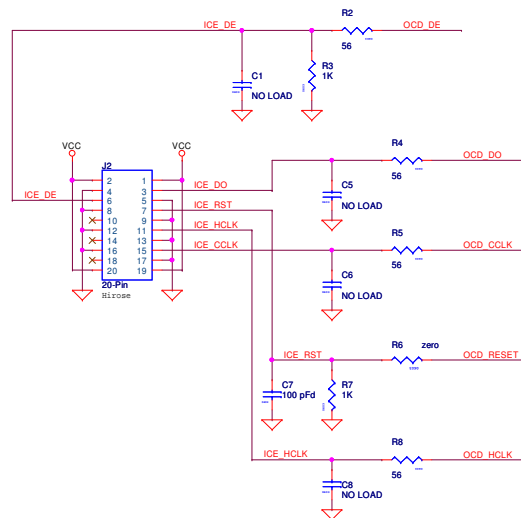 R2
ICE_DE
OCD_DE
56
R3
1K
C1
NO LOAD
VCC
VCC
J2
R4
OCD_DO
56
2 1
4 3
6 5
8 7
10 9
12 11
14 13
16 15
18 17
20 19
ICE_DE
ICE_DO
ICE_RST
ICE_HCLK
ICE_CCLK
20-Pin
Hirose
C5
NO LOAD
R5
OCD_CCLK
56
C6
NO LOAD
ICE_RST
R6
zero
OCD_RESET
C7
100 pFd
R7
1K
R8
ICE_HCLK
OCD_HCLK
56
C8
NO LOAD